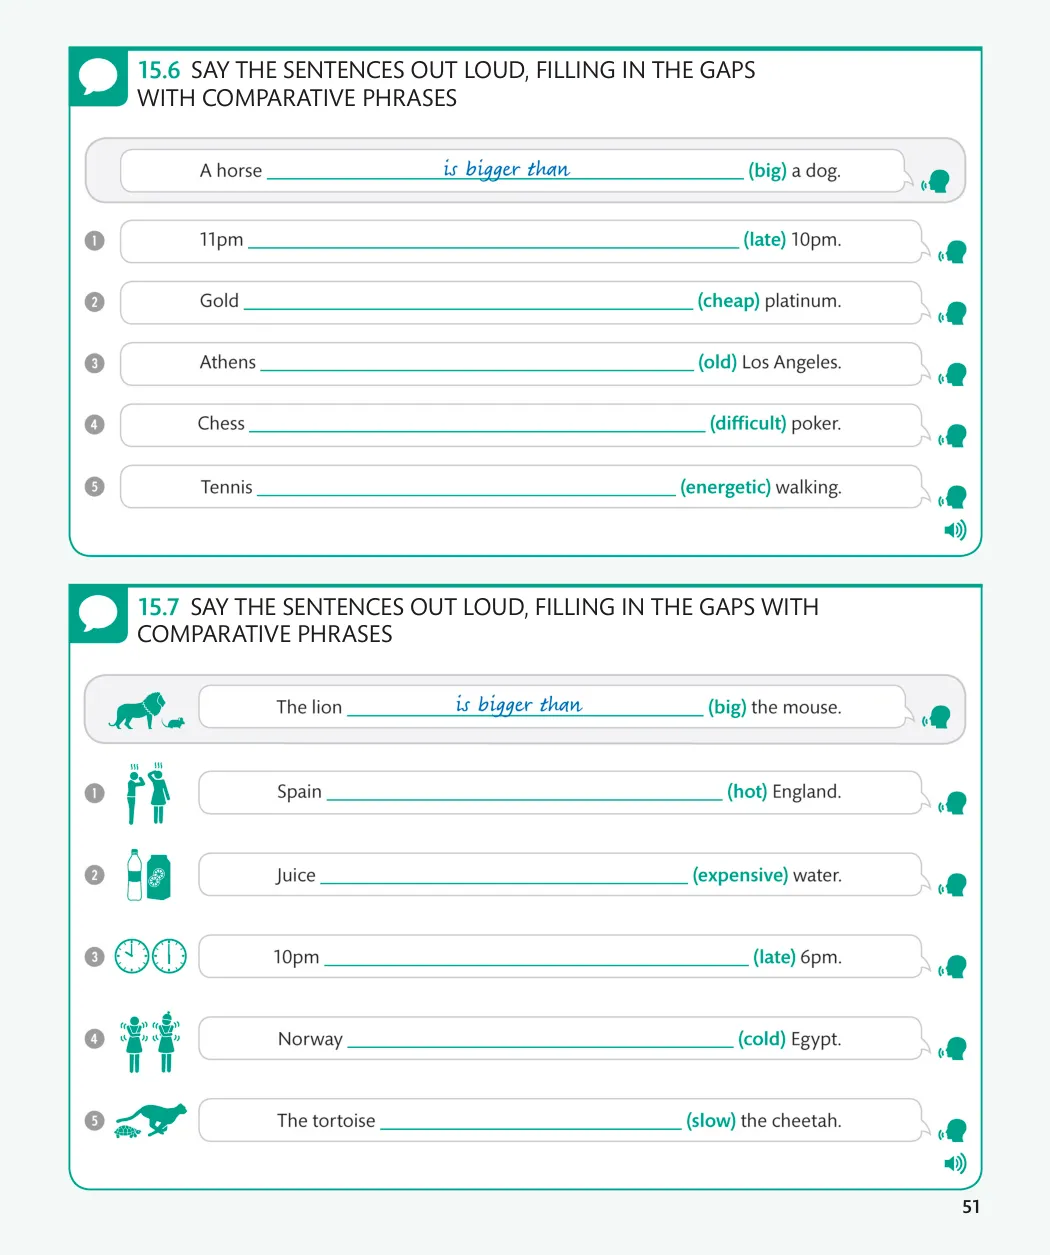 15.6 SAY THE SENTENCES OUT LOUD, FILLING IN THE GAPS
WITH COMPARATIVE PHRASES
A horse is bigger than (big) a dog.
1 11pm (late) 10pm.
2 Gold (cheap) platinum.
3 Athens (old) Los Angeles.
4 Chess (difficult) poker.
5 Tennis (energetic) walking.
15.7 SAY THE SENTENCES OUT LOUD, FILLING IN THE GAPS WITH
COMPARATIVE PHRASES
The lion is bigger than (big) the mouse.
1 Spain (hot) England.
2 Juice (expensive) water.
3 10pm (late) 6pm.
4 Norway (cold) Egypt.
5 The tortoise (slow) the cheetah.
51